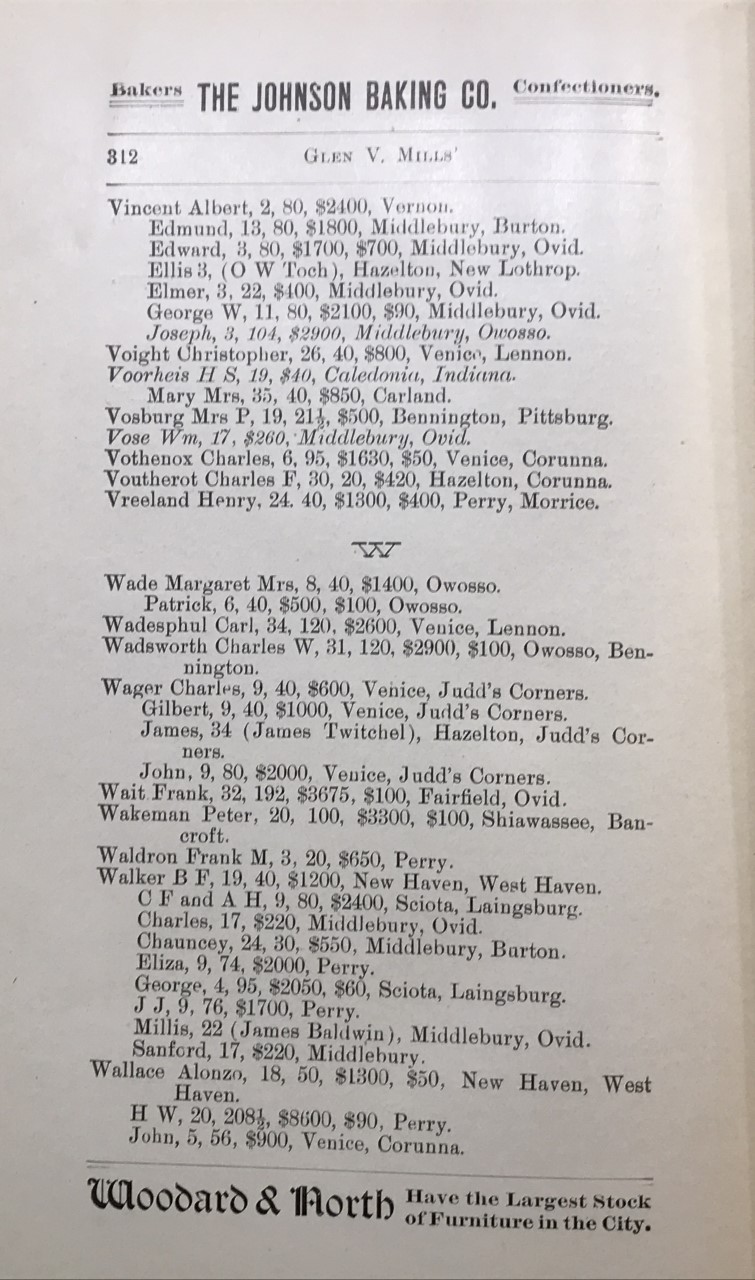 Bakers THE JOHNSON BAKING CO. Confectioners.
312 GLEN V. MILLS'
Vincent Albert, 2, 80, $2400, Vernon.
Edmund, 13, 80, $1800, Middlebury, Burton.
Edward, 3, 80, $1700, $700, Middlebury, Ovid.
Ellis 3, (O W Toch), Hazelton, New Lothrop.
Elmer, 3, 22, $400, Middlebury, Ovid.
George W, 11, 80, $2100, $90, Middlebury, Ovid.
Joseph, 3, 104, $2900, Middlebury, Owosso.
Voight Christopher, 26, 40, $800, Venice, Lennon.
Voorheis H S, 19, $40, Caledonia, Indiana.
Mary Mrs, 35, 40, $850, Carland.
Vosburg Mrs P, 19, 21½, $500, Bennington, Pittsburg.
Vose Wm, 17, $260, Middlebury, Ovid.
Vothenox Charles, 6, 95, $1630, $50, Venice, Corunna.
Voutherot Charles F, 30, 20, $420, Hazelton, Corunna.
Vreeland Henry, 24. 40, $1300, $400, Perry, Morrice.
W
Wade Margaret Mrs, 8, 40, $1400, Owosso.
Patrick, 6, 40, $500, $100, Owosso.
Wadesphul Carl, 34, 120, $2600, Venice, Lennon.
Wadsworth Charles W, 31, 120, $2900, $100, Owosso, Ben-
nington.
Wager Charles, 9, 40, $600, Venice, Judd's Corners.
Gilbert, 9, 40, $1000, Venice, Judd's Corners.
James, 34 (James Twitchel), Hazelton, Judd's Cor-
ners.
John, 9, 80, $2000, Venice, Judd's Corners.
Wait Frank, 32, 192, $3675, $100, Fairfield, Ovid.
Wakeman Peter, 20, 100, $3300, $100, Shiawassee, Ban-
croft.
Waldron Frank M, 3, 20, $650, Perry.
Walker B F, 19, 40, $1200, New Haven, West Haven.
C F and A H, 9, 80, $2400, Sciota, Laingsburg.
Charles, 17, $220, Middlebury, Ovid.
Chauncey, 24, 30, $550, Middlebury, Burton.
Eliza, 9, 74, $2000, Perry.
George, 4, 95, $2050, $60, Sciota, Laingsburg.
J J, 9, 76, $1700, Perry.
Millis, 22 (James Baldwin), Middlebury, Ovid.
Sanford, 17, $220, Middlebury.
Wallace Alonzo, 18, 50, $1300, $50, New Haven, West
Haven.
H W, 20, 208½, $8600, $90, Perry.
John, 5, 56, $900, Venice, Corunna.
Woodard & North Have the Largest Stock
of Furniture in the City.